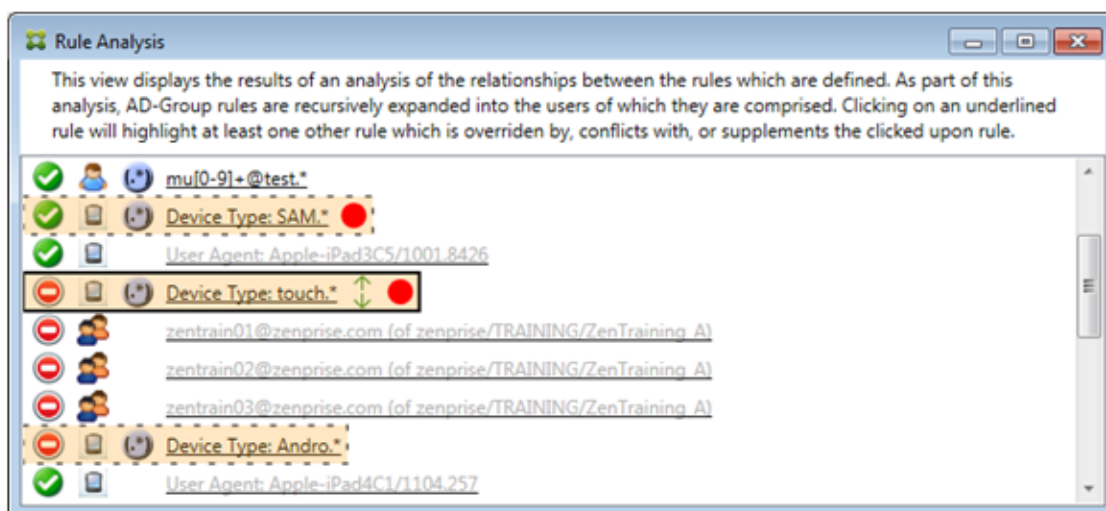 Rule Analysis
This view displays the results of an analysis of the relationships between the rules which are defined. As part of this
analysis, AD-Group rules are recursively expanded into the users of which they are comprised. Clicking on an underlined
rule will highlight at least one other rule which is overriden by, conflicts with, or supplements the clicked upon rule.
(.*) mu[0-9]+@test.*
(.*) Device Type: SAM.*
User Agent: Apple-iPad3C5/1001.8426
(.*) Device Type: touch.*
zentrain01@zenprise.com (of zenprise/TRAINING/ZenTraining_A)
zentrain02@zenprise.com (of zenprise/TRAINING/ZenTraining_A)
zentrain03@zenprise.com (of zenprise/TRAINING/ZenTraining_A)
(.*) Device Type: Andro.*
User Agent: Apple-iPad4C1/1104.257